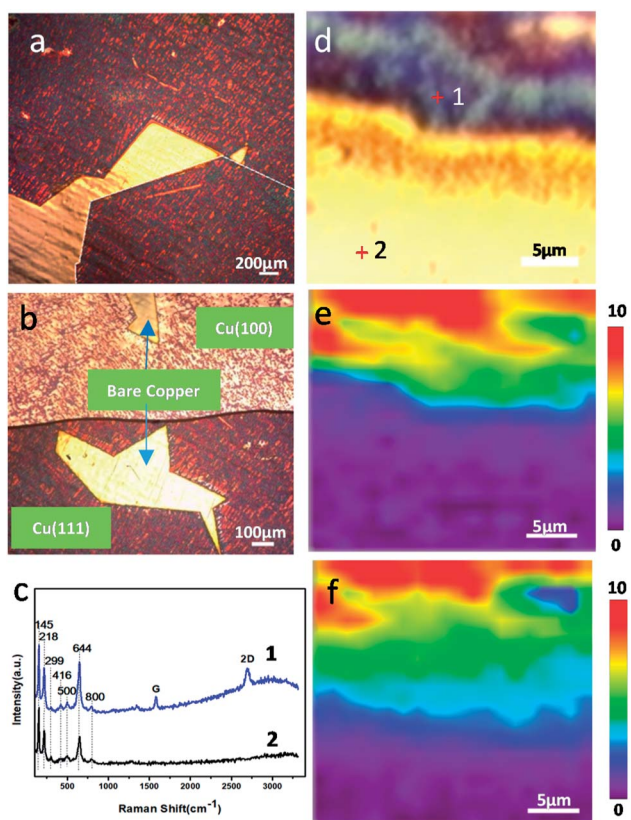 a
200μm
b
Cu(100)
Bare Copper
Cu(111)
100μm
c
145
218
299
416
500
644
800
G
2D
1
2
Intensity(a.u.)
500 1000 1500 2000 2500 3000
Raman Shift(cm⁻¹)
d
1
2
5μm
e
5μm
10
0
f
5μm
10
0